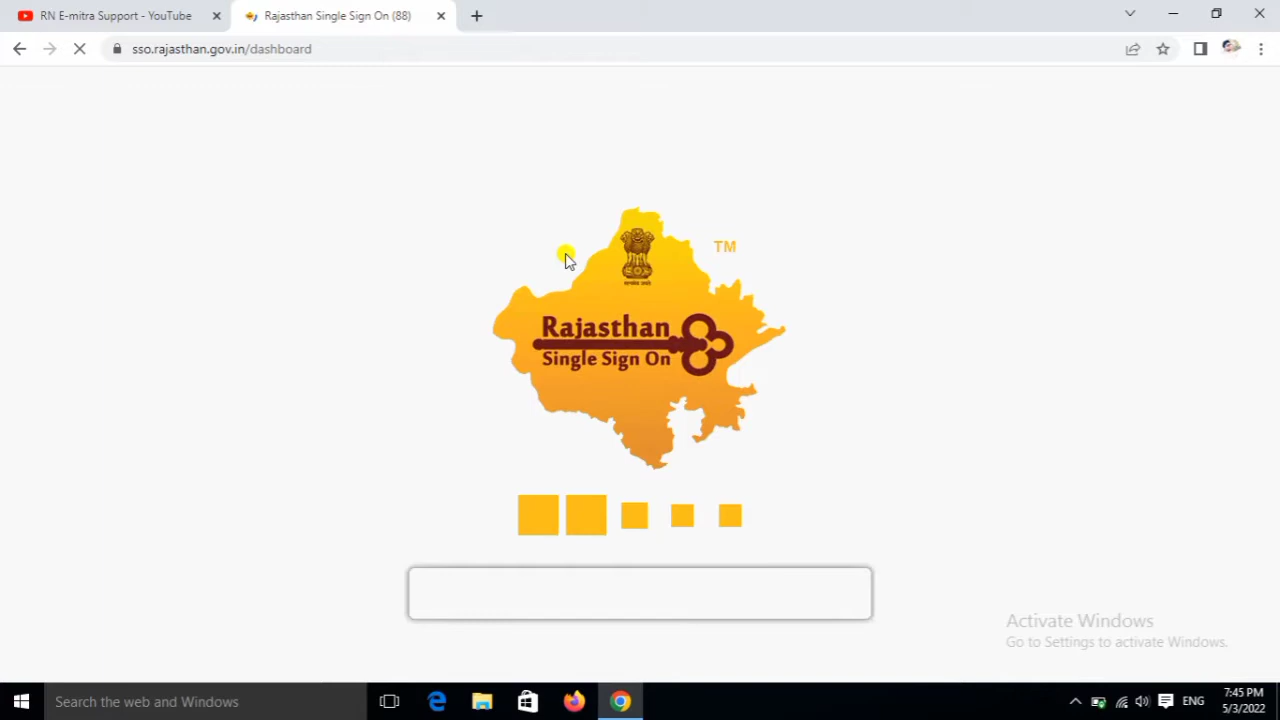 RN E-mitra Support - YouTube
Rajasthan Single Sign On (88)
sso.rajasthan.gov.in/dashboard
TM
Rajasthan
Single Sign On
Activate Windows
Go to Settings to activate Windows.
Search the web and Windows
ENG
7:45 PM
5/3/2022